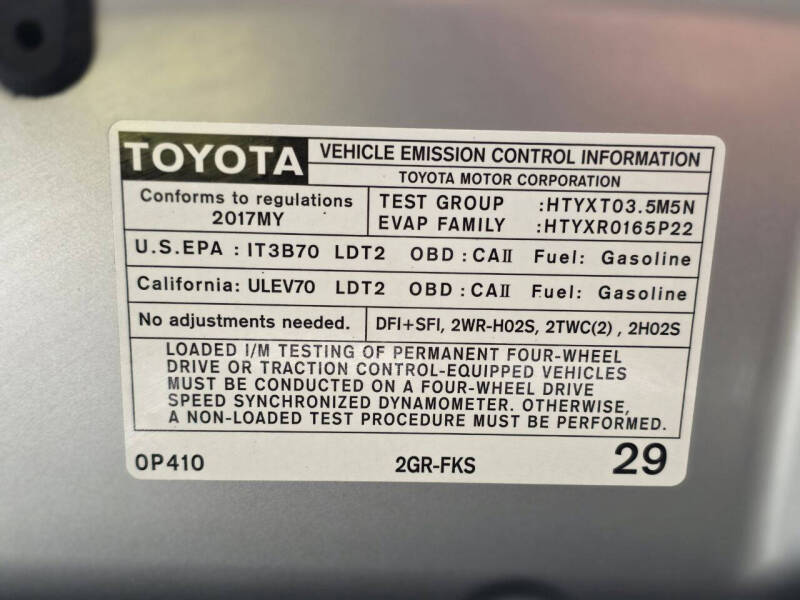 TOYOTA VEHICLE EMISSION CONTROL INFORMATION
TOYOTA MOTOR CORPORATION
Conforms to regulations
2017MY
TEST GROUP :HTYXT03.5M5N
EVAP FAMILY :HTYXR0165P22
U.S.EPA : IT3B70 LDT2 OBD : CAII Fuel: Gasoline
California: ULEV70 LDT2 OBD : CAII Fuel: Gasoline
No adjustments needed. DFI+SFI, 2WR-HO2S, 2TWC(2) , 2HO2S
LOADED I/M TESTING OF PERMANENT FOUR-WHEEL
DRIVE OR TRACTION CONTROL-EQUIPPED VEHICLES
MUST BE CONDUCTED ON A FOUR-WHEEL DRIVE
SPEED SYNCHRONIZED DYNAMOMETER. OTHERWISE,
A NON-LOADED TEST PROCEDURE MUST BE PERFORMED.
0P410 2GR-FKS 29